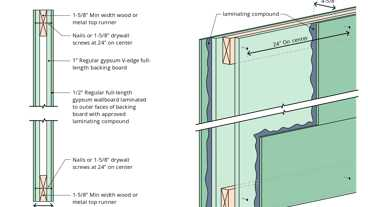 1-5/8" Min width wood or
metal top runner
Nails or 1-5/8" drywall
screws at 24" on center
1" Regular gypsum V-edge full-
length backing board
1/2" Regular full-length
gypsum wallboard laminated
to outer faces of backing
board with approved
laminating compound
Nails or 1-5/8" drywall
screws at 24" on center
1-5/8" Min width wood or
metal top runner
laminating compound
24" On center